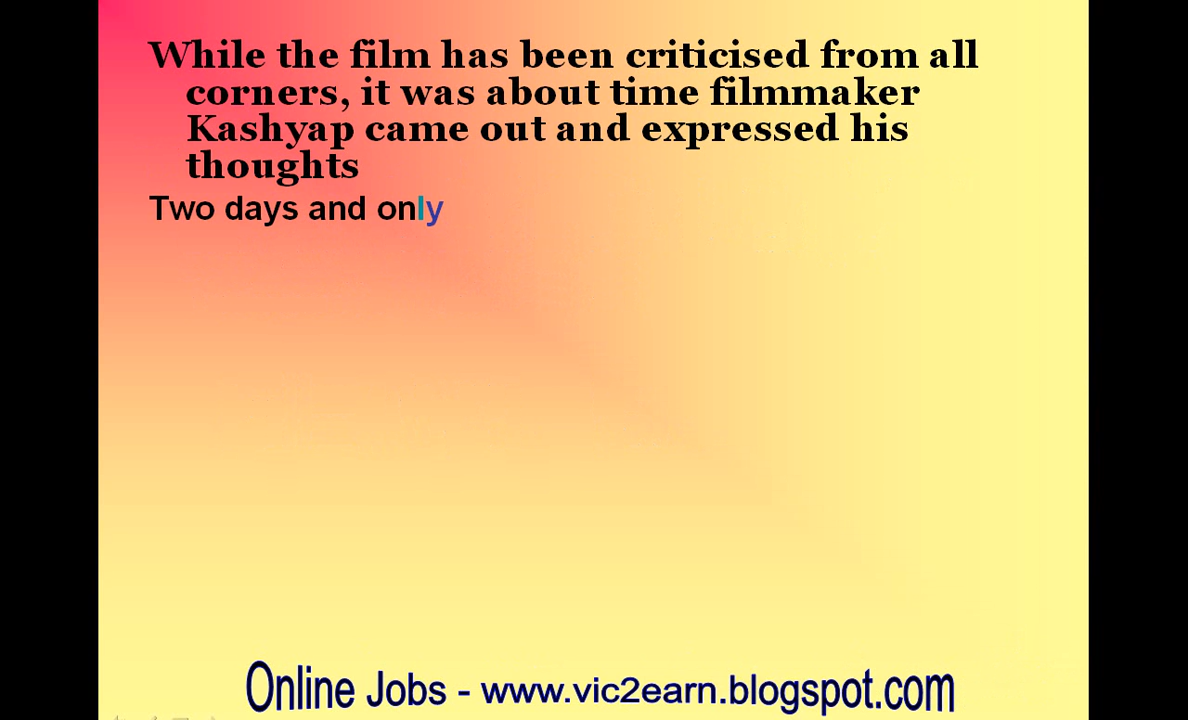 While the film has been criticised from all
corners, it was about time filmmaker
Kashyap came out and expressed his
thoughts
Two days and only
Online Jobs - www.vic2earn.blogspot.com